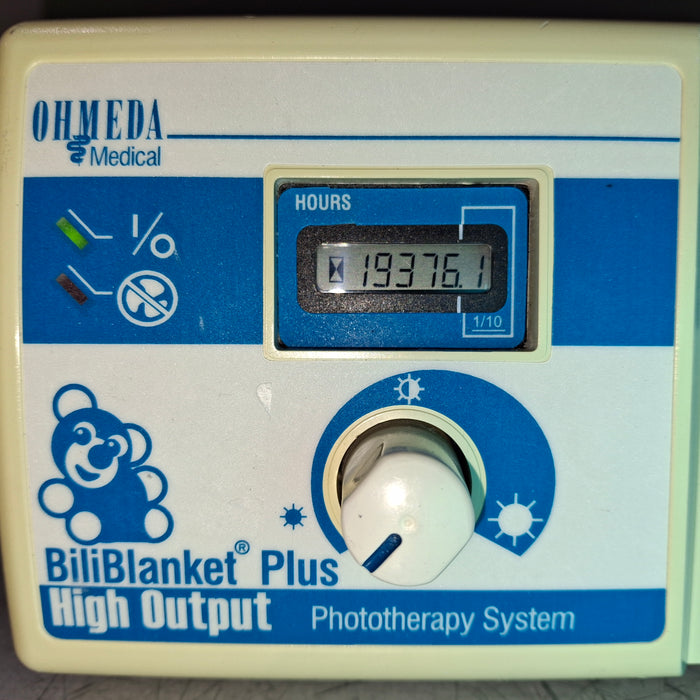 OHMEDA
Medical
HOURS
19376.1
1/10
BiliBlanket® Plus
High Output
Phototherapy System